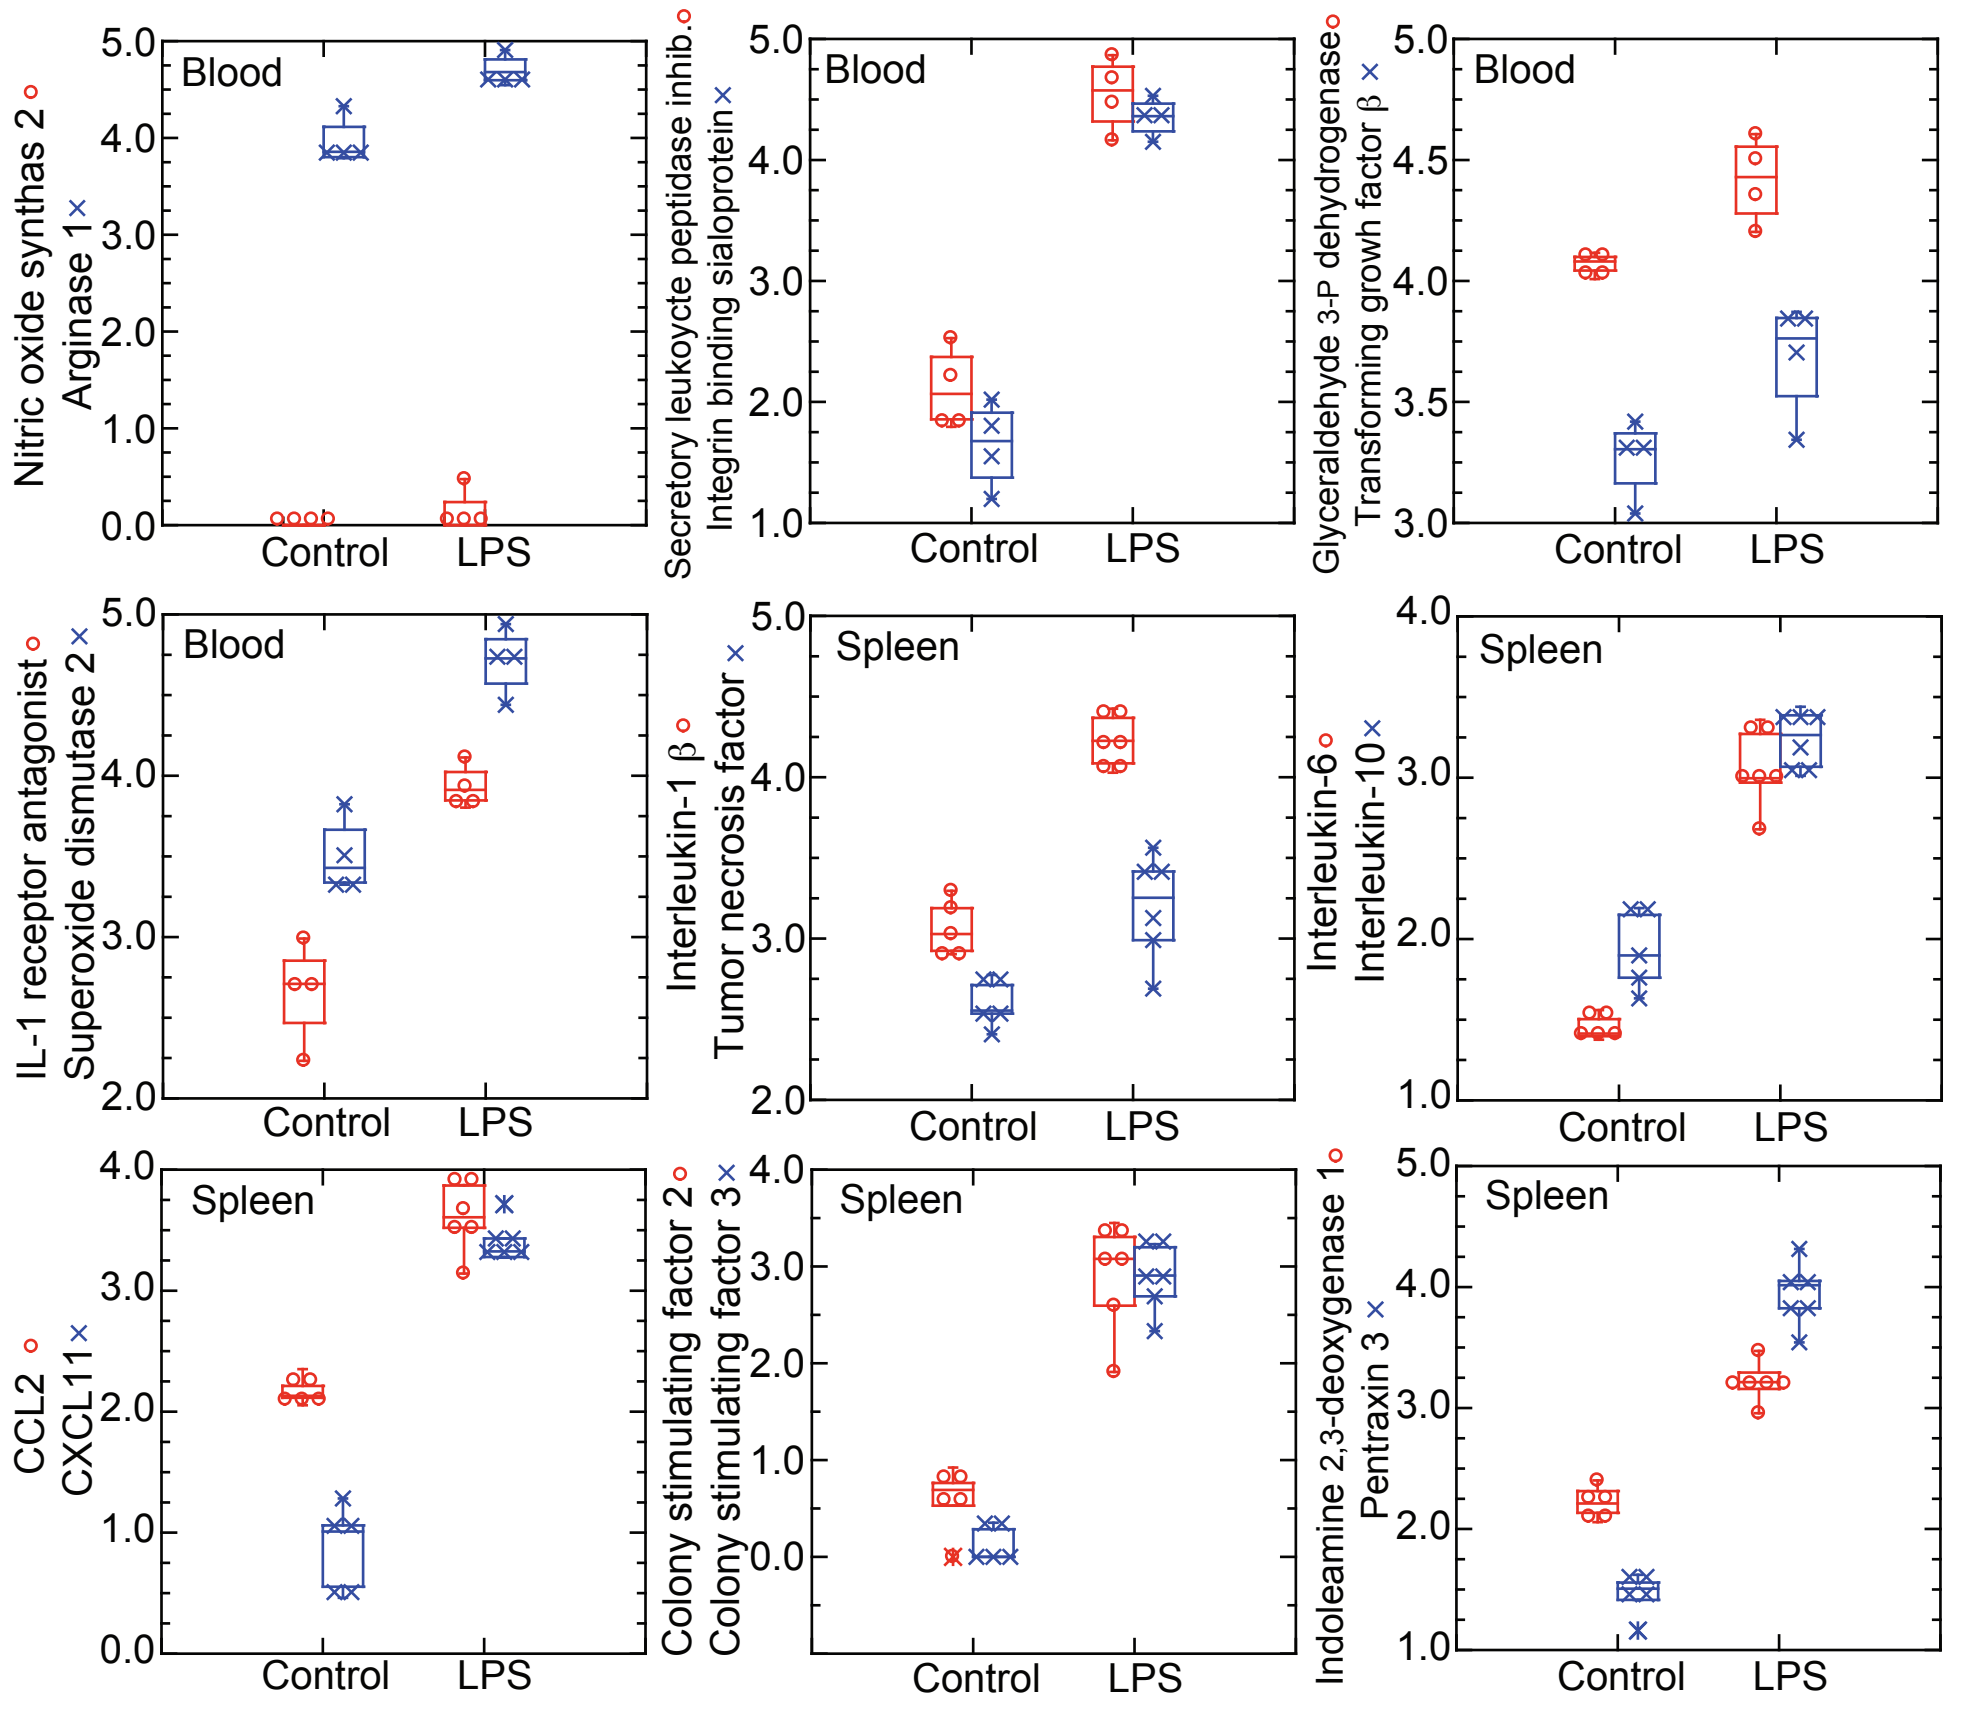 Nitric oxide synthas 2
Arginase 1
5.0
4.0
3.0
2.0
1.0
0.0
Blood
Control
LPS
Secretory leukoycte peptidase inhib.
Integrin binding sialoprotein
5.0
4.0
3.0
2.0
1.0
Blood
Control
LPS
Glyceraldehyde 3-P dehydrogenase
Transforming grown factor β
5.0
4.5
4.0
3.5
3.0
Blood
Control
LPS
IL-1 receptor antagonist
Superoxide dismutase 2
5.0
4.0
3.0
2.0
Blood
Control
LPS
Interleukin-1 β
Tumor necrosis factor
5.0
4.0
3.0
2.0
Spleen
Control
LPS
Interleukin-6
Interleukin-10
4.0
3.0
2.0
1.0
Spleen
Control
LPS
CCL2
CXCL11
4.0
3.0
2.0
1.0
0.0
Spleen
Control
LPS
Colony stimulating factor 2
Colony stimulating factor 3
4.0
3.0
2.0
1.0
0.0
Spleen
Control
LPS
Indoleamine 2,3-deoxygenase 1
Pentraxin 3
5.0
4.0
3.0
2.0
1.0
Spleen
Control
LPS